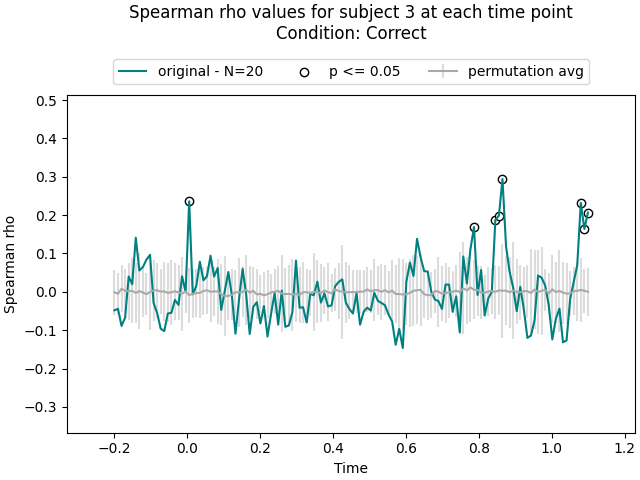 Spearman rho values for subject 3 at each time point
Condition: Correct
original - N=20
p <= 0.05
permutation avg
0.5
0.4
0.3
0.2
0.1
0.0
−0.1
−0.2
−0.3
Spearman rho
−0.2
0.0
0.2
0.4
0.6
0.8
1.0
1.2
Time